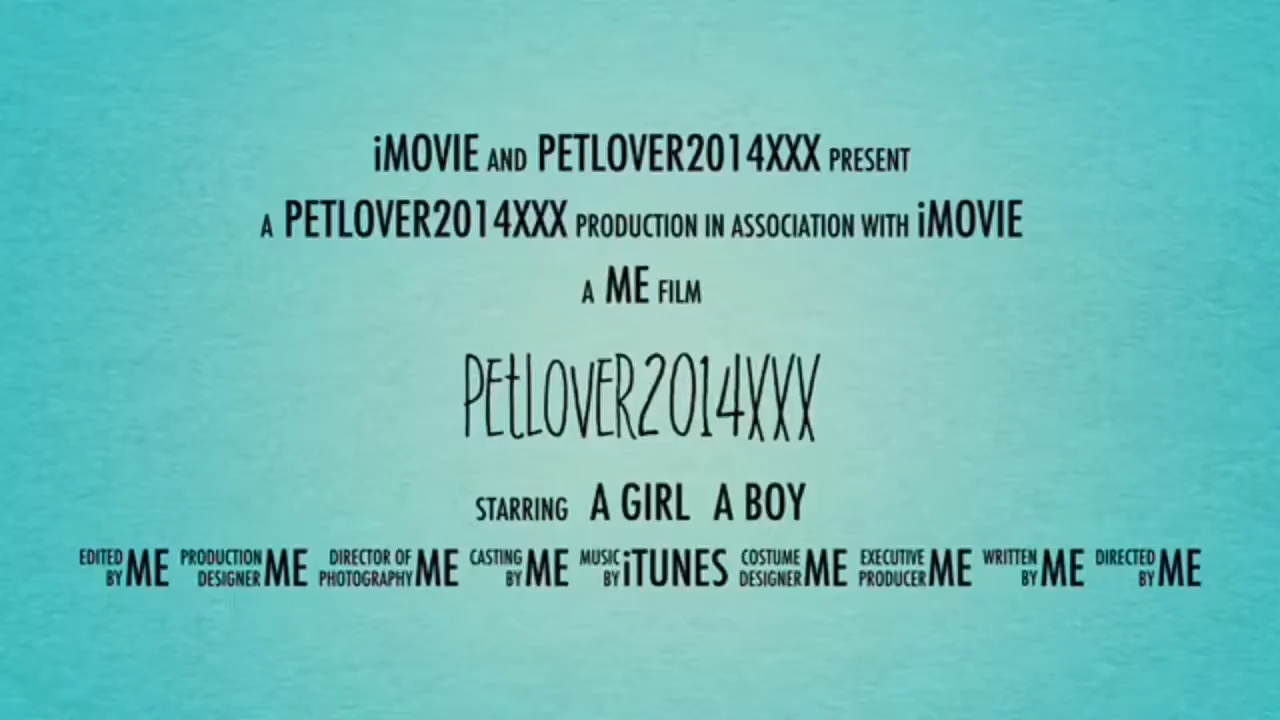 iMOVIE AND PETLOVER2014XXX PRESENT
A PETLOVER2014XXX PRODUCTION IN ASSOCIATION WITH iMOVIE
A ME FILM
PEtLOVER2014XXX
STARRING A GIRL A BOY
EDITED BY ME PRODUCTION DESIGNER ME DIRECTOR OF PHOTOGRAPHY ME CASTING BY ME MUSIC BY iTUNES COSTUME DESIGNER ME EXECUTIVE PRODUCER ME WRITTEN BY ME DIRECTED BY ME